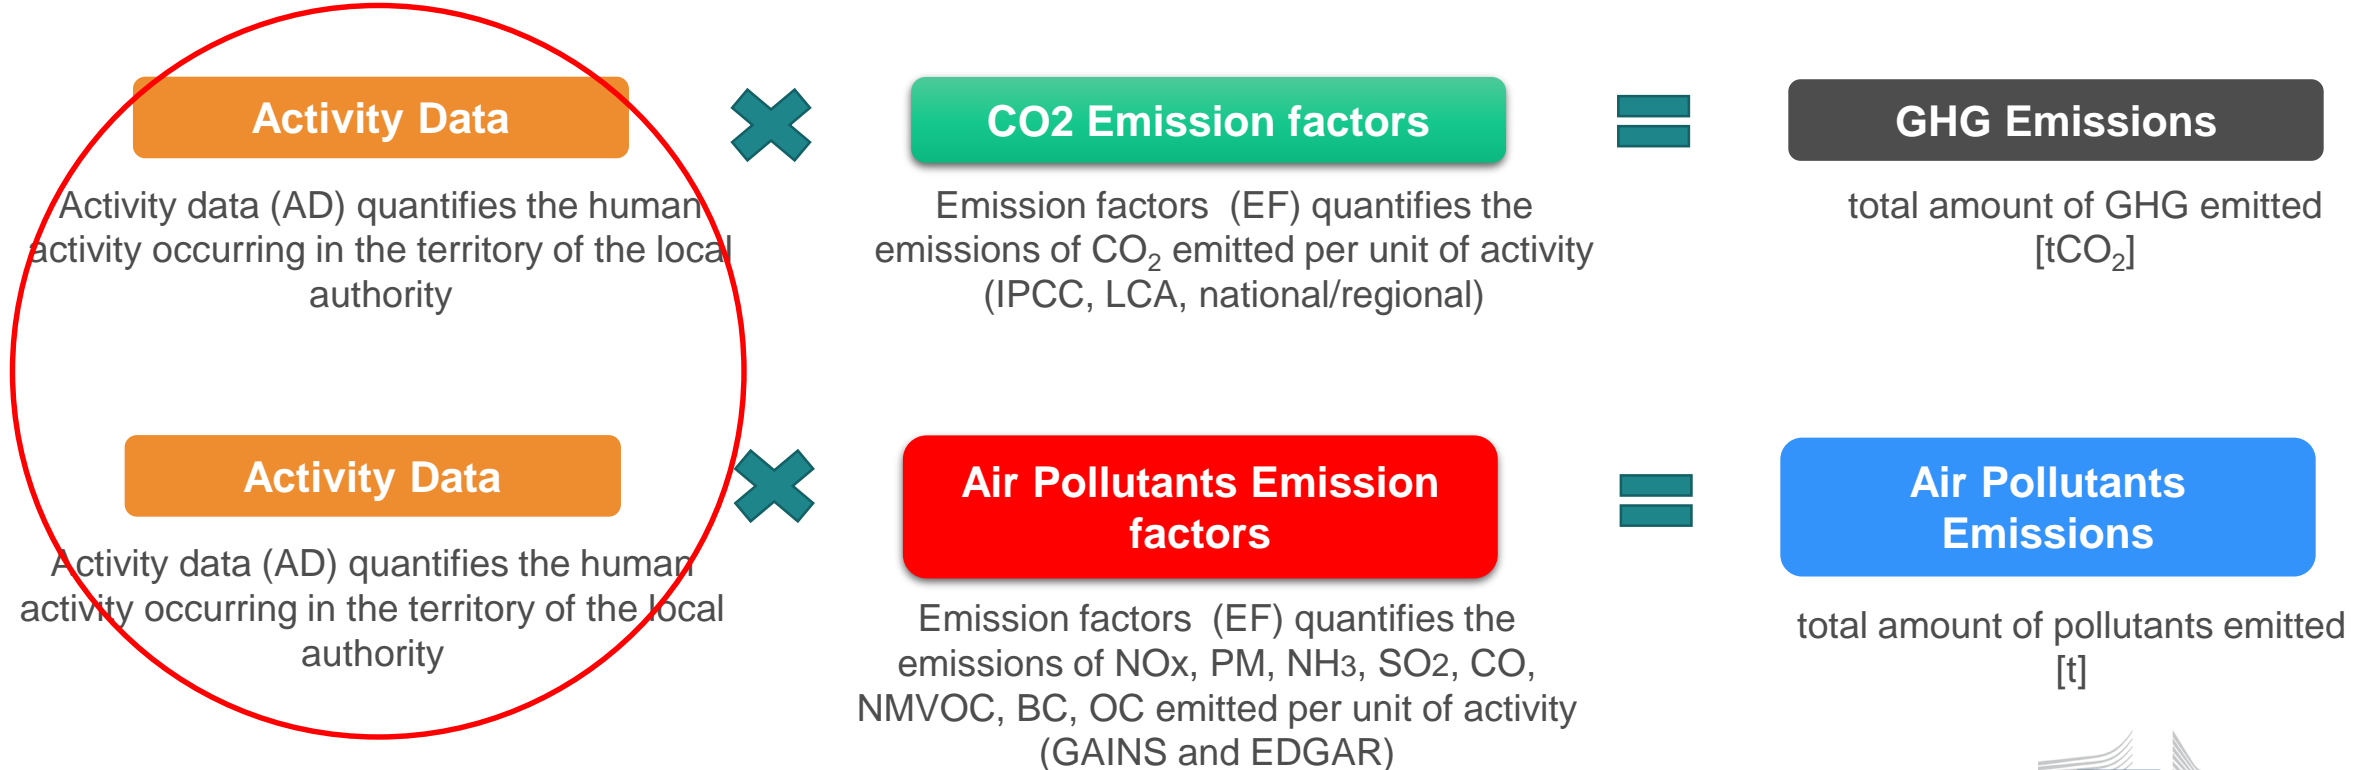 Activity Data
CO2 Emission factors
GHG Emissions
Activity data (AD) quantifies the human
activity occurring in the territory of the local
authority
Emission factors (EF) quantifies the
emissions of CO₂ emitted per unit of activity
(IPCC, LCA, national/regional)
total amount of GHG emitted
[tCO₂]
Activity Data
Air Pollutants Emission
factors
Air Pollutants
Emissions
Activity data (AD) quantifies the human
activity occurring in the territory of the local
authority
Emission factors (EF) quantifies the
emissions of NOx, PM, NH3, SO2, CO,
NMVOC, BC, OC emitted per unit of activity
(GAINS and EDGAR)
total amount of pollutants emitted
[t]